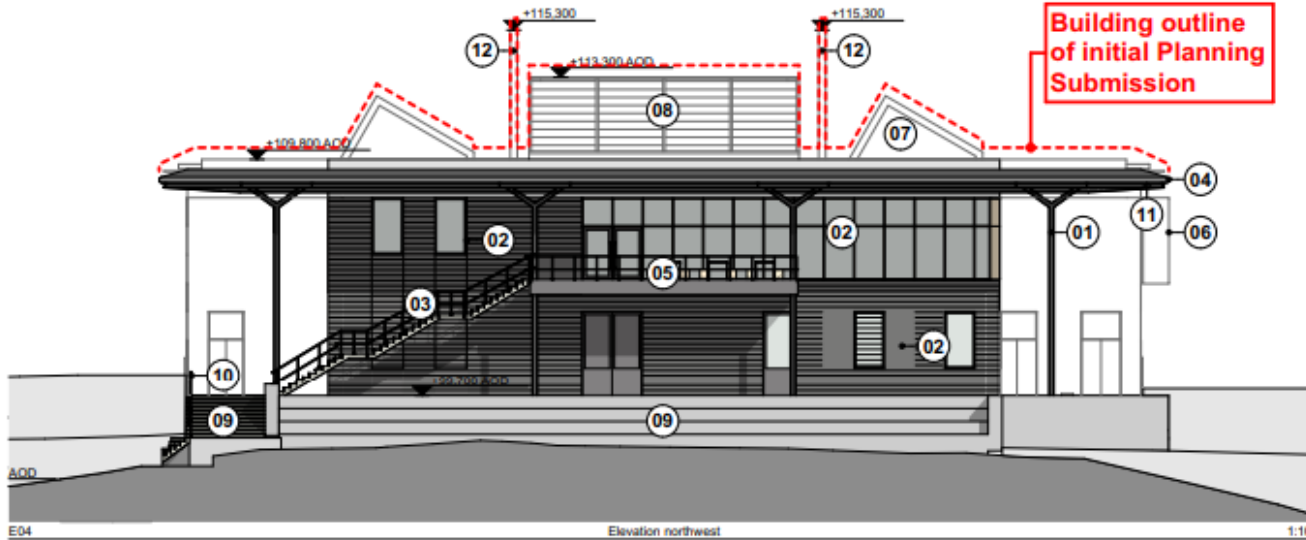 +115,300
+115,300
Building outline
of initial Planning
Submission
12
12
+113,300 AOD
08
07
+109,800 AOD
04
11
02
02
01
06
05
03
02
10
+99,700 AOD
09
09
AOD
E04
Elevation northwest